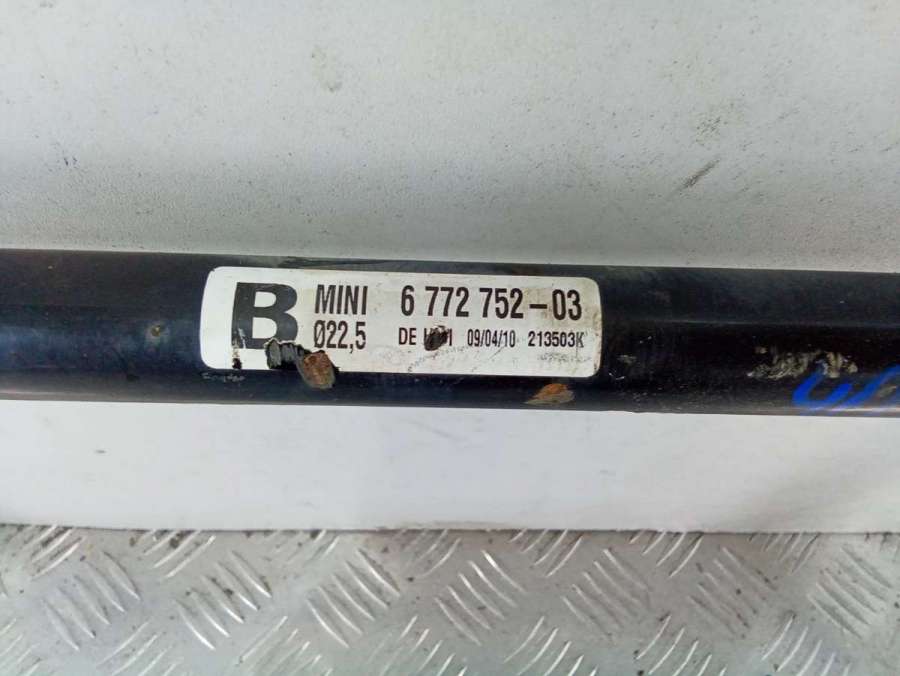 B MINI 6 772 752-03
Ø22,5 DE 09/04/10 213503K